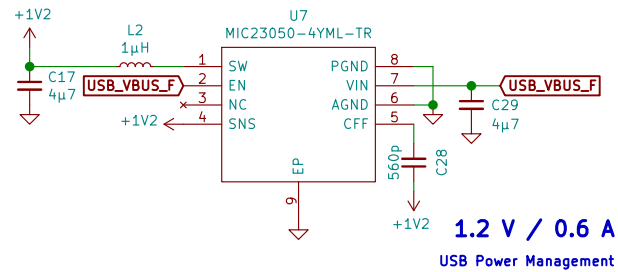 +1V2
U7
MIC23050-4YML-TR
L2
1µH
C17
4µ7
USB_VBUS_F
+1V2
1 SW
2 EN
3 NC
4 SNS
PGND 8
VIN 7
AGND 6
CFF 5
EP
9
USB_VBUS_F
C29
4µ7
560p
C28
+1V2
1.2 V / 0.6 A
USB Power Management